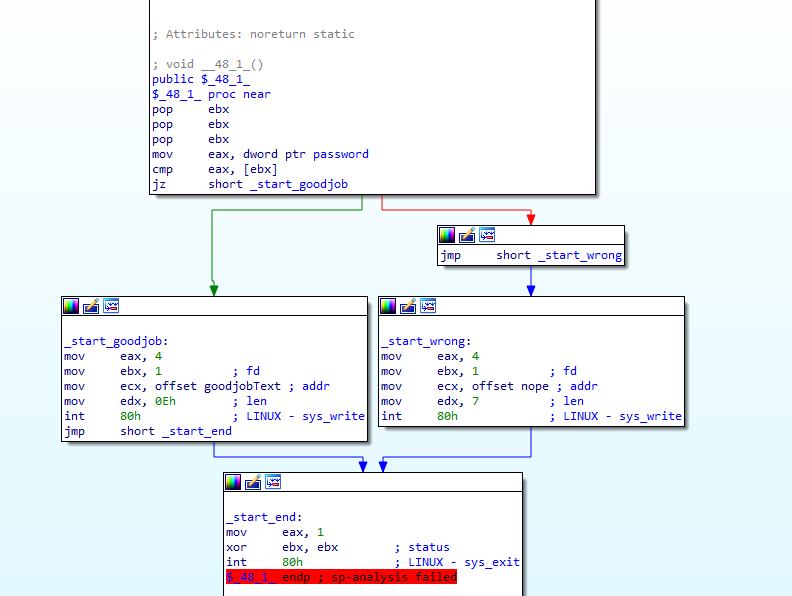 ; Attributes: noreturn static
; void __48_1_()
public $_48_1_
$_48_1_ proc near
pop ebx
pop ebx
pop ebx
mov eax, dword ptr password
cmp eax, [ebx]
jz short _start_goodjob
jmp short _start_wrong
_start_goodjob:
mov eax, 4
mov ebx, 1 ; fd
mov ecx, offset goodjobText ; addr
mov edx, 0Eh ; len
int 80h ; LINUX - sys_write
jmp short _start_end
_start_wrong:
mov eax, 4
mov ebx, 1 ; fd
mov ecx, offset nope ; addr
mov edx, 7 ; len
int 80h ; LINUX - sys_write
_start_end:
mov eax, 1
xor ebx, ebx ; status
int 80h ; LINUX - sys_exit
$_48_1_ endp ; sp-analysis failed